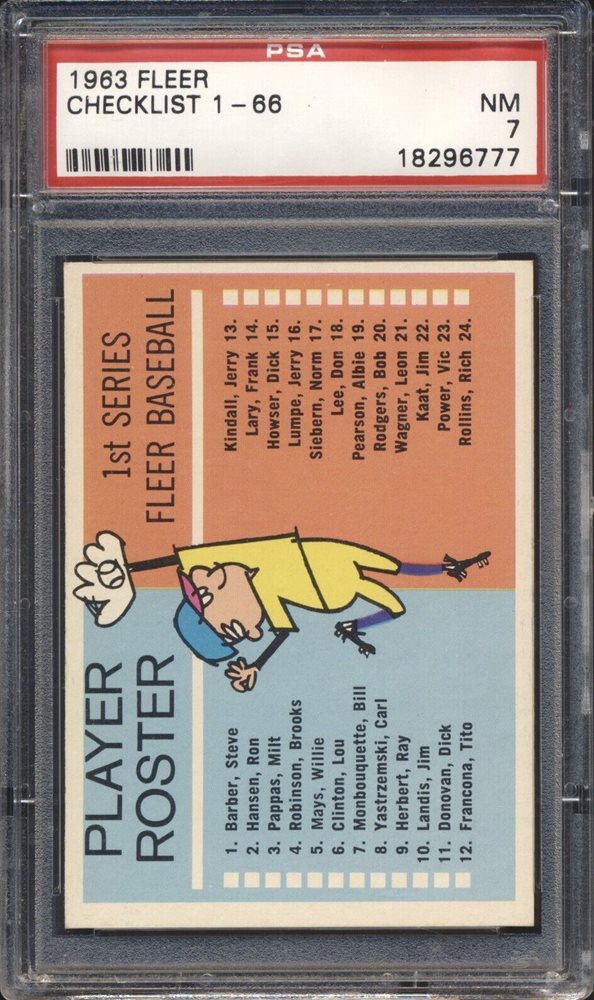 PSA
1963 FLEER
CHECKLIST 1 - 66
NM
7
18296777
PLAYER
ROSTER
1. Barber, Steve
2. Hansen, Ron
3. Pappas, Milt
4. Robinson, Brooks
5. Mays, Willie
6. Clinton, Lou
7. Monbouquette, Bill
8. Yastrzemski, Carl
9. Herbert, Ray
10. Landis, Jim
11. Donovan, Dick
12. Francona, Tito
1st SERIES
FLEER BASEBALL
Kindall, Jerry 13.
Lary, Frank 14.
Howser, Dick 15.
Lumpe, Jerry 16.
Siebern, Norm 17.
Lee, Don 18.
Pearson, Albie 19.
Rodgers, Bob 20.
Wagner, Leon 21.
Kaat, Jim 22.
Power, Vic 23.
Rollins, Rich 24.